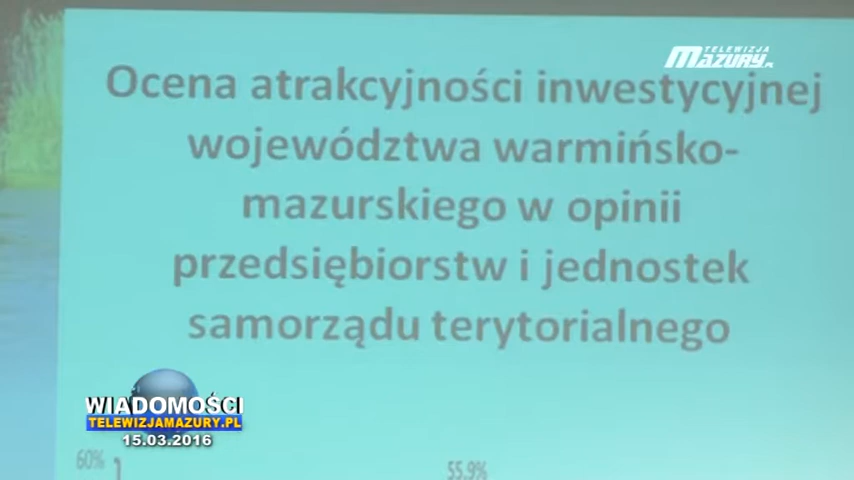 TELEWIZJA
MAZURY.PL
Ocena atrakcyjności inwestycyjnej
województwa warmińsko-
mazurskiego w opinii
przedsiębiorstw i jednostek
samorządu terytorialnego
WIADOMOŚCI
TELEWIZJAMAZURY.PL
15.03.2016
60%
55,9%